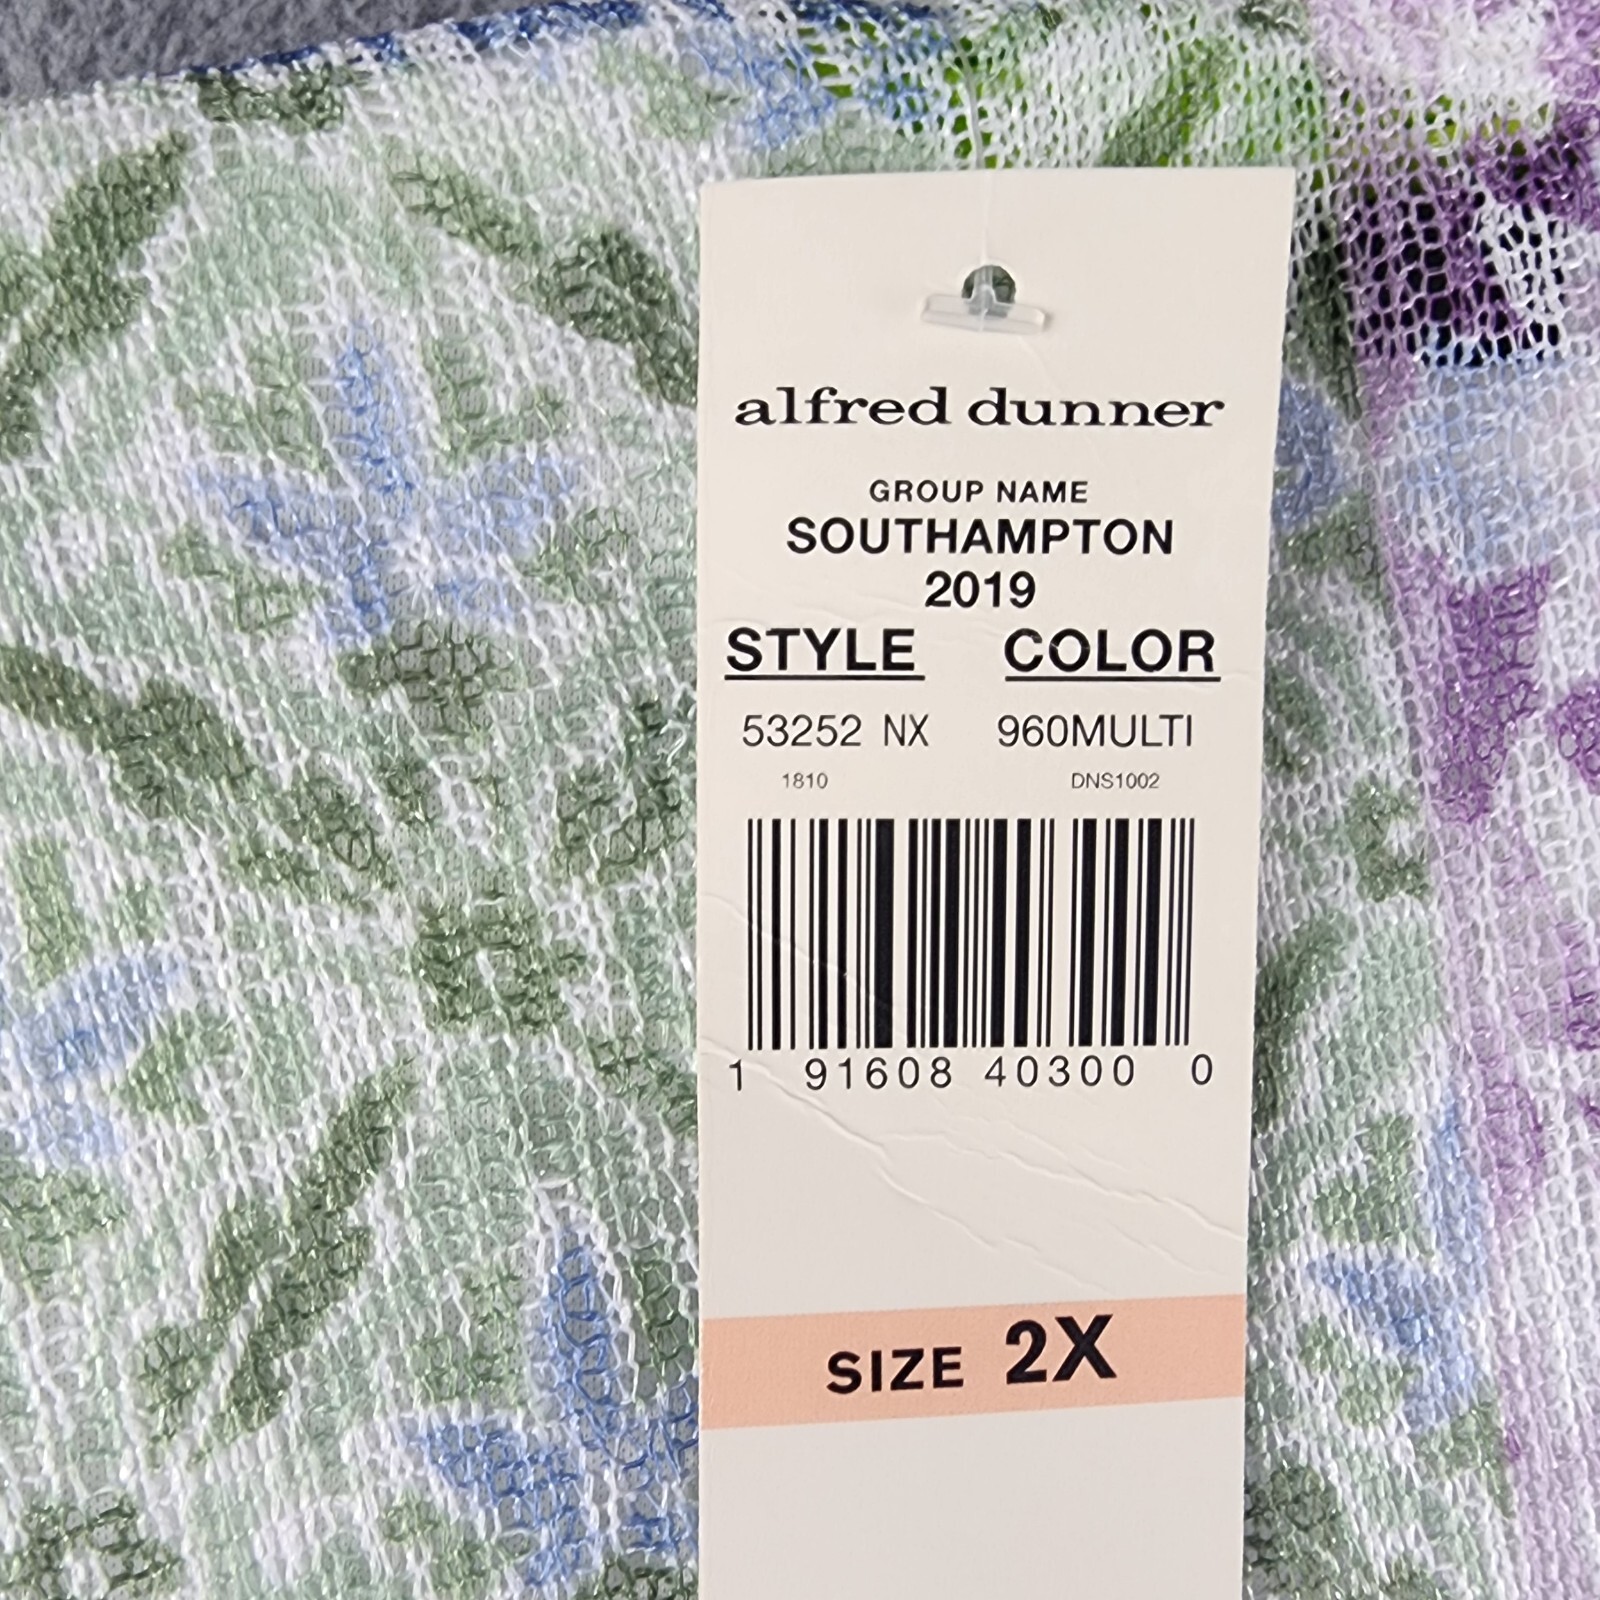 alfred dunner
GROUP NAME
SOUTHAMPTON
2019
STYLE COLOR
53252 NX 960MULTI
1810 DNS1002
1 91608 40300 0
SIZE 2X